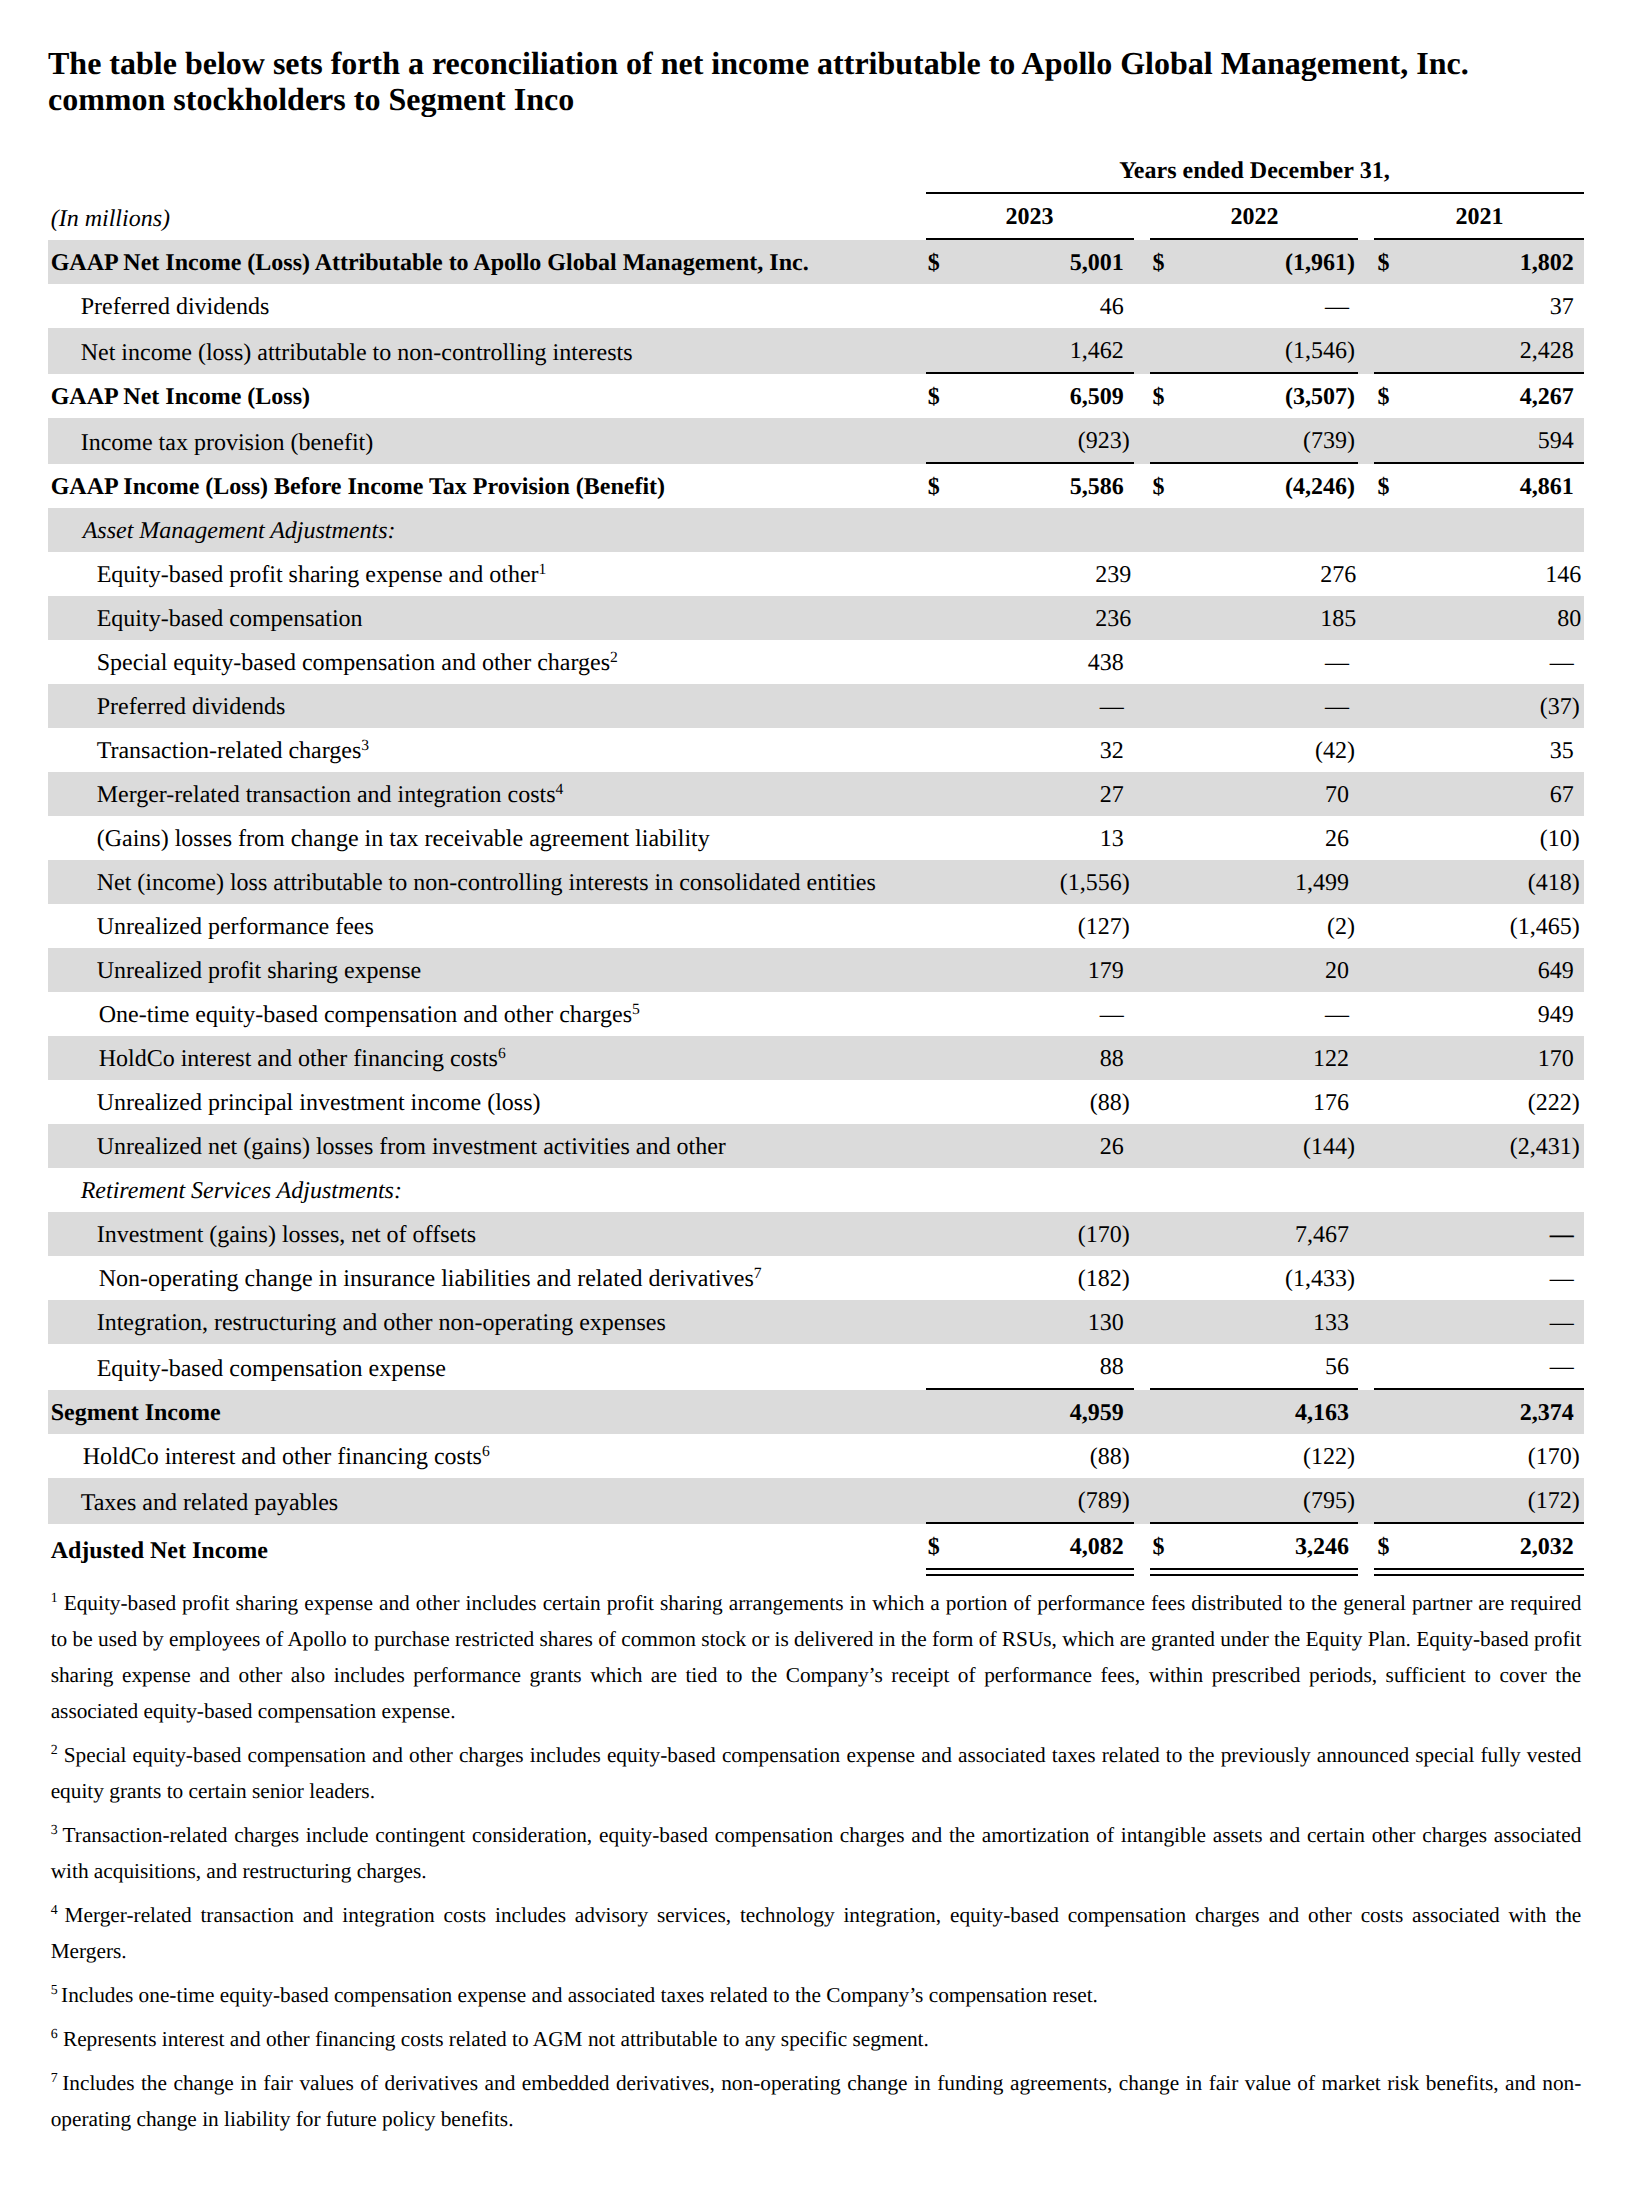 The table below sets forth a reconciliation of net income attributable to Apollo Global Management, Inc.
common stockholders to Segment Inco
Years ended December 31,
(In millions) 2023 2022 2021
GAAP Net Income (Loss) Attributable to Apollo Global Management, Inc. $ 5,001 $ (1,961) $ 1,802
Preferred dividends 46 — 37
Net income (loss) attributable to non-controlling interests 1,462 (1,546) 2,428
GAAP Net Income (Loss) $ 6,509 $ (3,507) $ 4,267
Income tax provision (benefit) (923) (739) 594
GAAP Income (Loss) Before Income Tax Provision (Benefit) $ 5,586 $ (4,246) $ 4,861
Asset Management Adjustments:
Equity-based profit sharing expense and other1 239 276 146
Equity-based compensation 236 185 80
Special equity-based compensation and other charges2 438 — —
Preferred dividends — — (37)
Transaction-related charges3 32 (42) 35
Merger-related transaction and integration costs4 27 70 67
(Gains) losses from change in tax receivable agreement liability 13 26 (10)
Net (income) loss attributable to non-controlling interests in consolidated entities (1,556) 1,499 (418)
Unrealized performance fees (127) (2) (1,465)
Unrealized profit sharing expense 179 20 649
One-time equity-based compensation and other charges5 — — 949
HoldCo interest and other financing costs6 88 122 170
Unrealized principal investment income (loss) (88) 176 (222)
Unrealized net (gains) losses from investment activities and other 26 (144) (2,431)
Retirement Services Adjustments:
Investment (gains) losses, net of offsets (170) 7,467 —
Non-operating change in insurance liabilities and related derivatives7 (182) (1,433) —
Integration, restructuring and other non-operating expenses 130 133 —
Equity-based compensation expense 88 56 —
Segment Income 4,959 4,163 2,374
HoldCo interest and other financing costs6 (88) (122) (170)
Taxes and related payables (789) (795) (172)
Adjusted Net Income $ 4,082 $ 3,246 $ 2,032
1 Equity-based profit sharing expense and other includes certain profit sharing arrangements in which a portion of performance fees distributed to the general partner are required
to be used by employees of Apollo to purchase restricted shares of common stock or is delivered in the form of RSUs, which are granted under the Equity Plan. Equity-based profit
sharing expense and other also includes performance grants which are tied to the Company’s receipt of performance fees, within prescribed periods, sufficient to cover the
associated equity-based compensation expense.
2 Special equity-based compensation and other charges includes equity-based compensation expense and associated taxes related to the previously announced special fully vested
equity grants to certain senior leaders.
3 Transaction-related charges include contingent consideration, equity-based compensation charges and the amortization of intangible assets and certain other charges associated
with acquisitions, and restructuring charges.
4 Merger-related transaction and integration costs includes advisory services, technology integration, equity-based compensation charges and other costs associated with the
Mergers.
5 Includes one-time equity-based compensation expense and associated taxes related to the Company’s compensation reset.
6 Represents interest and other financing costs related to AGM not attributable to any specific segment.
7 Includes the change in fair values of derivatives and embedded derivatives, non-operating change in funding agreements, change in fair value of market risk benefits, and non-
operating change in liability for future policy benefits.